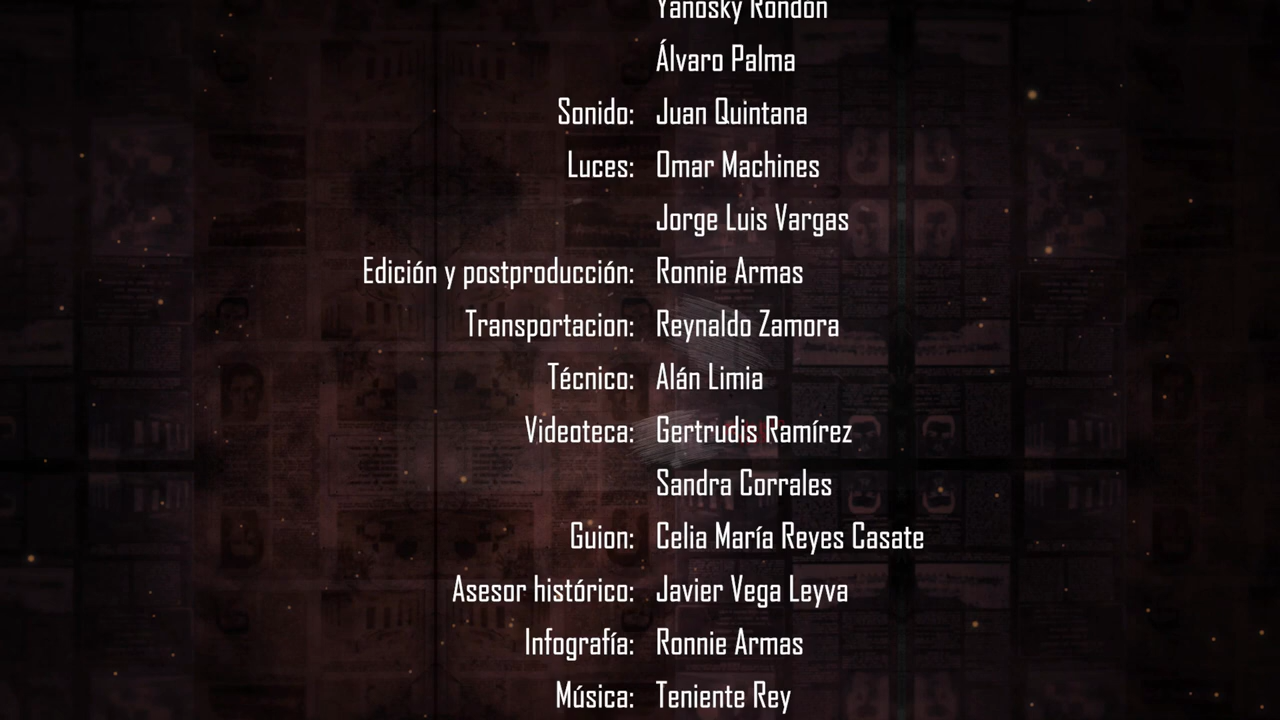 Yanosky Rondón
Álvaro Palma
Sonido: Juan Quintana
Luces: Omar Machines
Jorge Luis Vargas
Edición y postproducción: Ronnie Armas
Transportacion: Reynaldo Zamora
Técnico: Alán Limia
Videoteca: Gertrudis Ramírez
Sandra Corrales
Guion: Celia María Reyes Casate
Asesor histórico: Javier Vega Leyva
Infografía: Ronnie Armas
Música: Teniente Rey